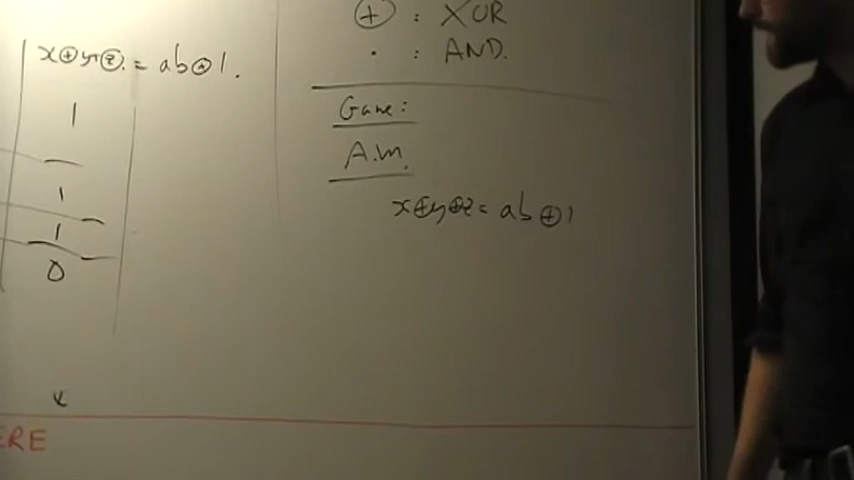 x⊕y⊕z = ab⊕1.
1
1
1
0
⊕ : XOR
· : AND.
Game:
A.M.
x⊕y⊕z = ab⊕1
ERE